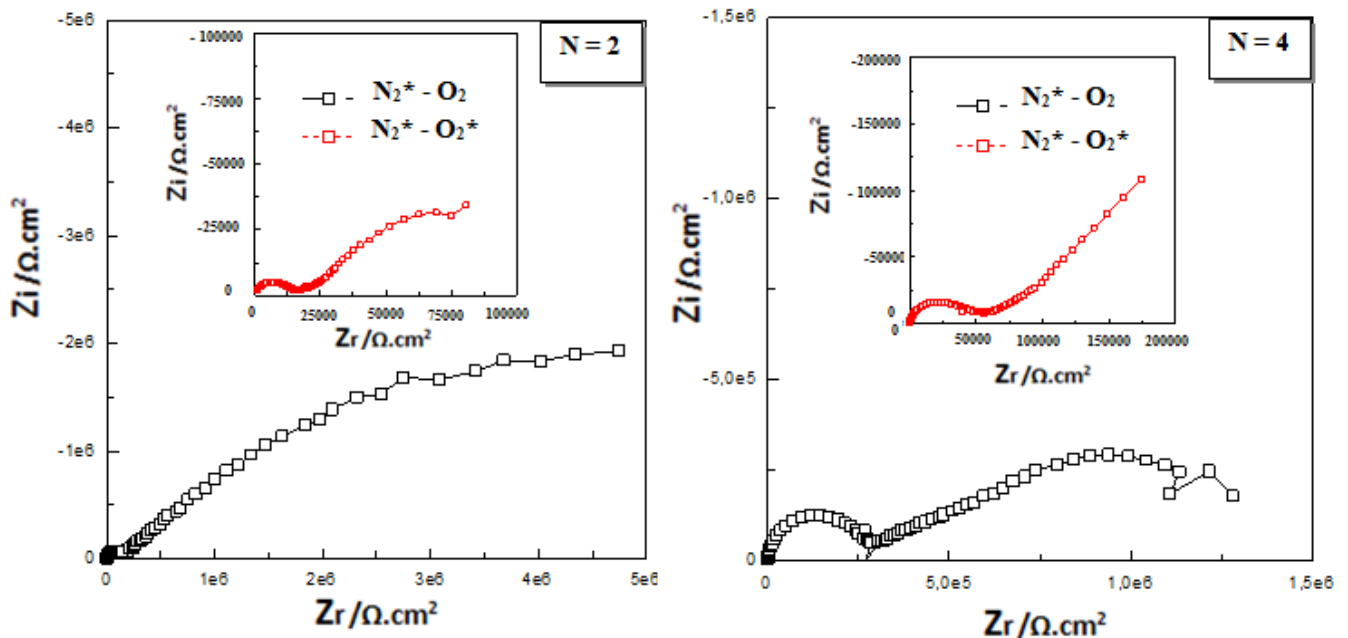 N = 2
-5e6
-4e6
-3e6
-2e6
-1e6
0
Zi /Ω.cm²
0
1e6
2e6
3e6
4e6
5e6
Zr /Ω.cm²
- 100000
-75000
-50000
-25000
0
Zi /Ω.cm²
N₂* - O₂
N₂* - O₂*
25000
50000
75000
100000
Zr /Ω.cm²
N = 4
-1,5e6
-1,0e6
-5,0e5
0
Zi /Ω.cm²
0
5,0e5
1,0e6
1,5e6
Zr /Ω.cm²
-200000
-150000
- 100000
-50000
0
Zi /Ω.cm²
N₂* - O₂
N₂* - O₂*
0
50000
100000
150000
200000
Zr /Ω.cm²